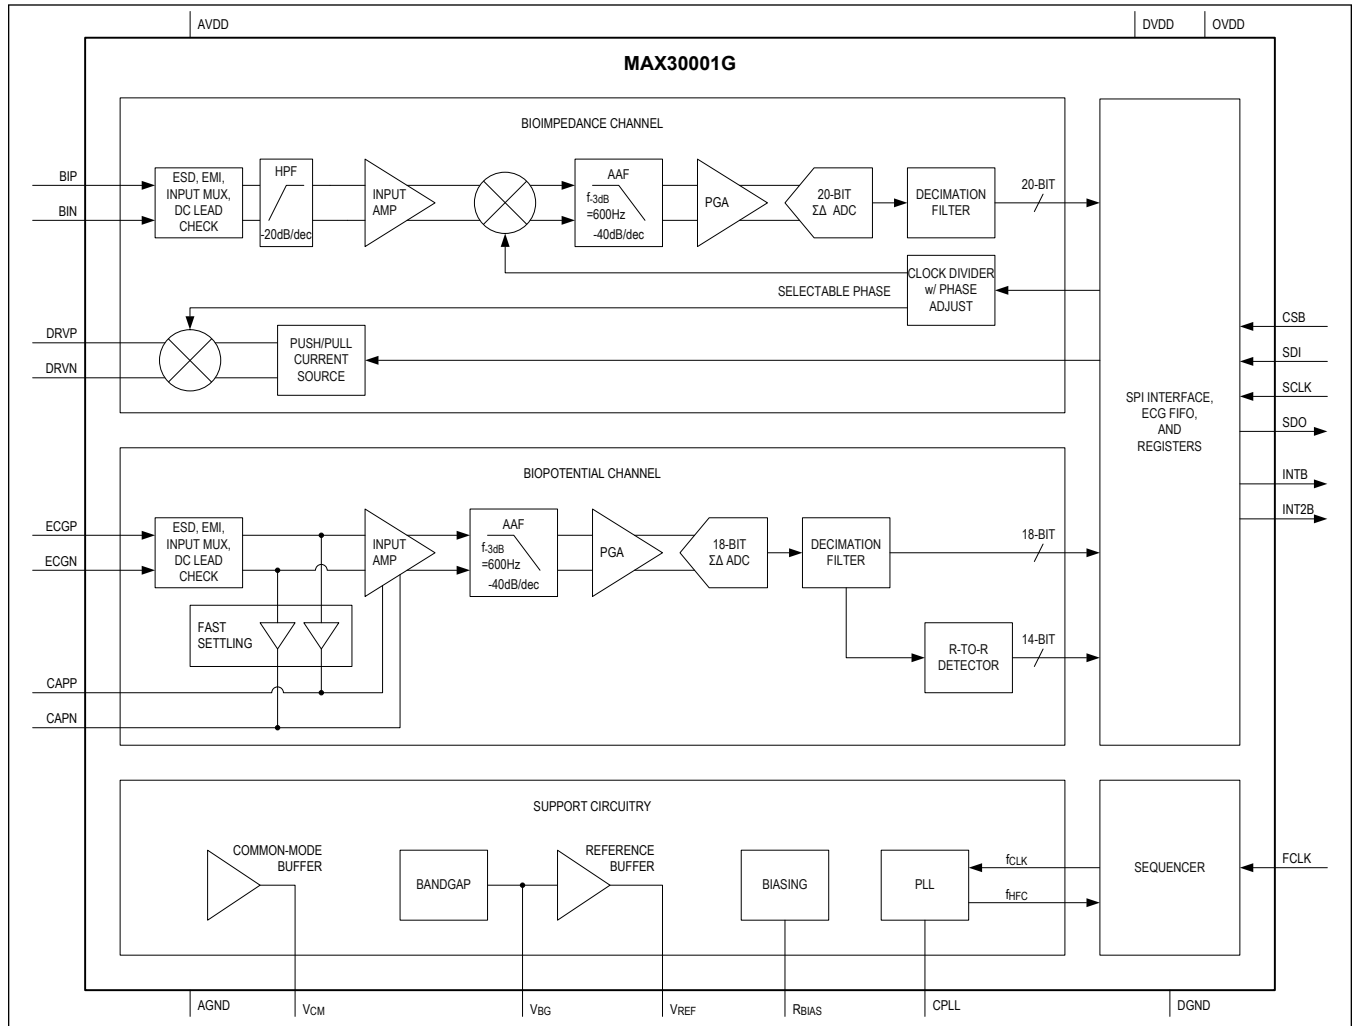 AVDD
DVDD
OVDD
MAX30001G
BIOIMPEDANCE CHANNEL
BIP
BIN
ESD, EMI,
INPUT MUX,
DC LEAD
CHECK
HPF
-20dB/dec
INPUT
AMP
AAF
f-3dB
=600Hz
-40dB/dec
PGA
20-BIT
ΣΔ ADC
DECIMATION
FILTER
20-BIT
CLOCK DIVIDER
w/ PHASE
ADJUST
SELECTABLE PHASE
DRVP
DRVN
PUSH/PULL
CURRENT
SOURCE
SPI INTERFACE,
ECG FIFO,
AND
REGISTERS
CSB
SDI
SCLK
SDO
INTB
INT2B
BIOPOTENTIAL CHANNEL
ECGP
ECGN
ESD, EMI,
INPUT MUX,
DC LEAD
CHECK
INPUT
AMP
AAF
f-3dB
=600Hz
-40dB/dec
PGA
18-BIT
ΣΔ ADC
DECIMATION
FILTER
18-BIT
FAST
SETTLING
R-TO-R
DETECTOR
14-BIT
CAPP
CAPN
SUPPORT CIRCUITRY
COMMON-MODE
BUFFER
BANDGAP
REFERENCE
BUFFER
BIASING
PLL
fCLK
fHFC
SEQUENCER
FCLK
AGND
VCM
VBG
VREF
RBIAS
CPLL
DGND